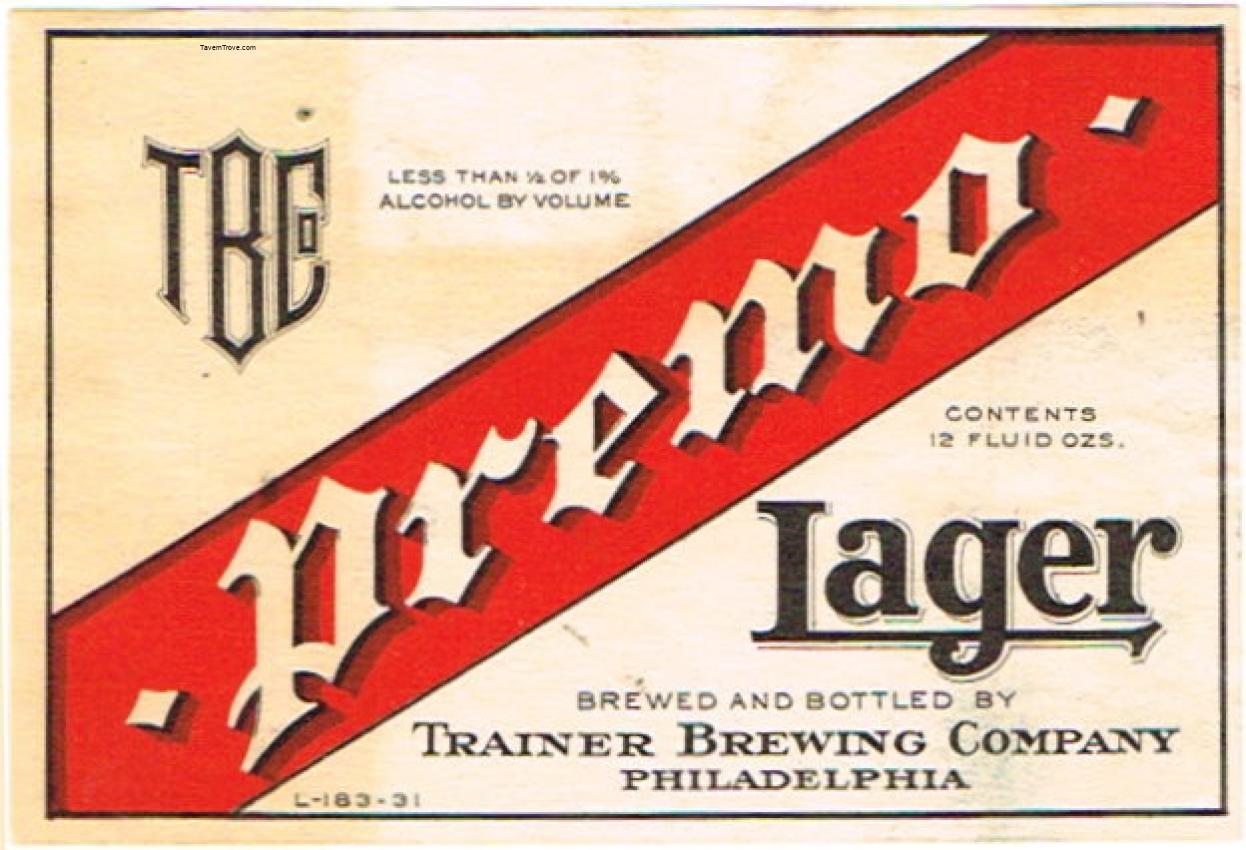 TavernTrove.com
TBCo
LESS THAN ½ OF 1%
ALCOHOL BY VOLUME
· Premo ·
CONTENTS
12 FLUID OZS.
Lager
BREWED AND BOTTLED BY
TRAINER BREWING COMPANY
PHILADELPHIA
L-183-31